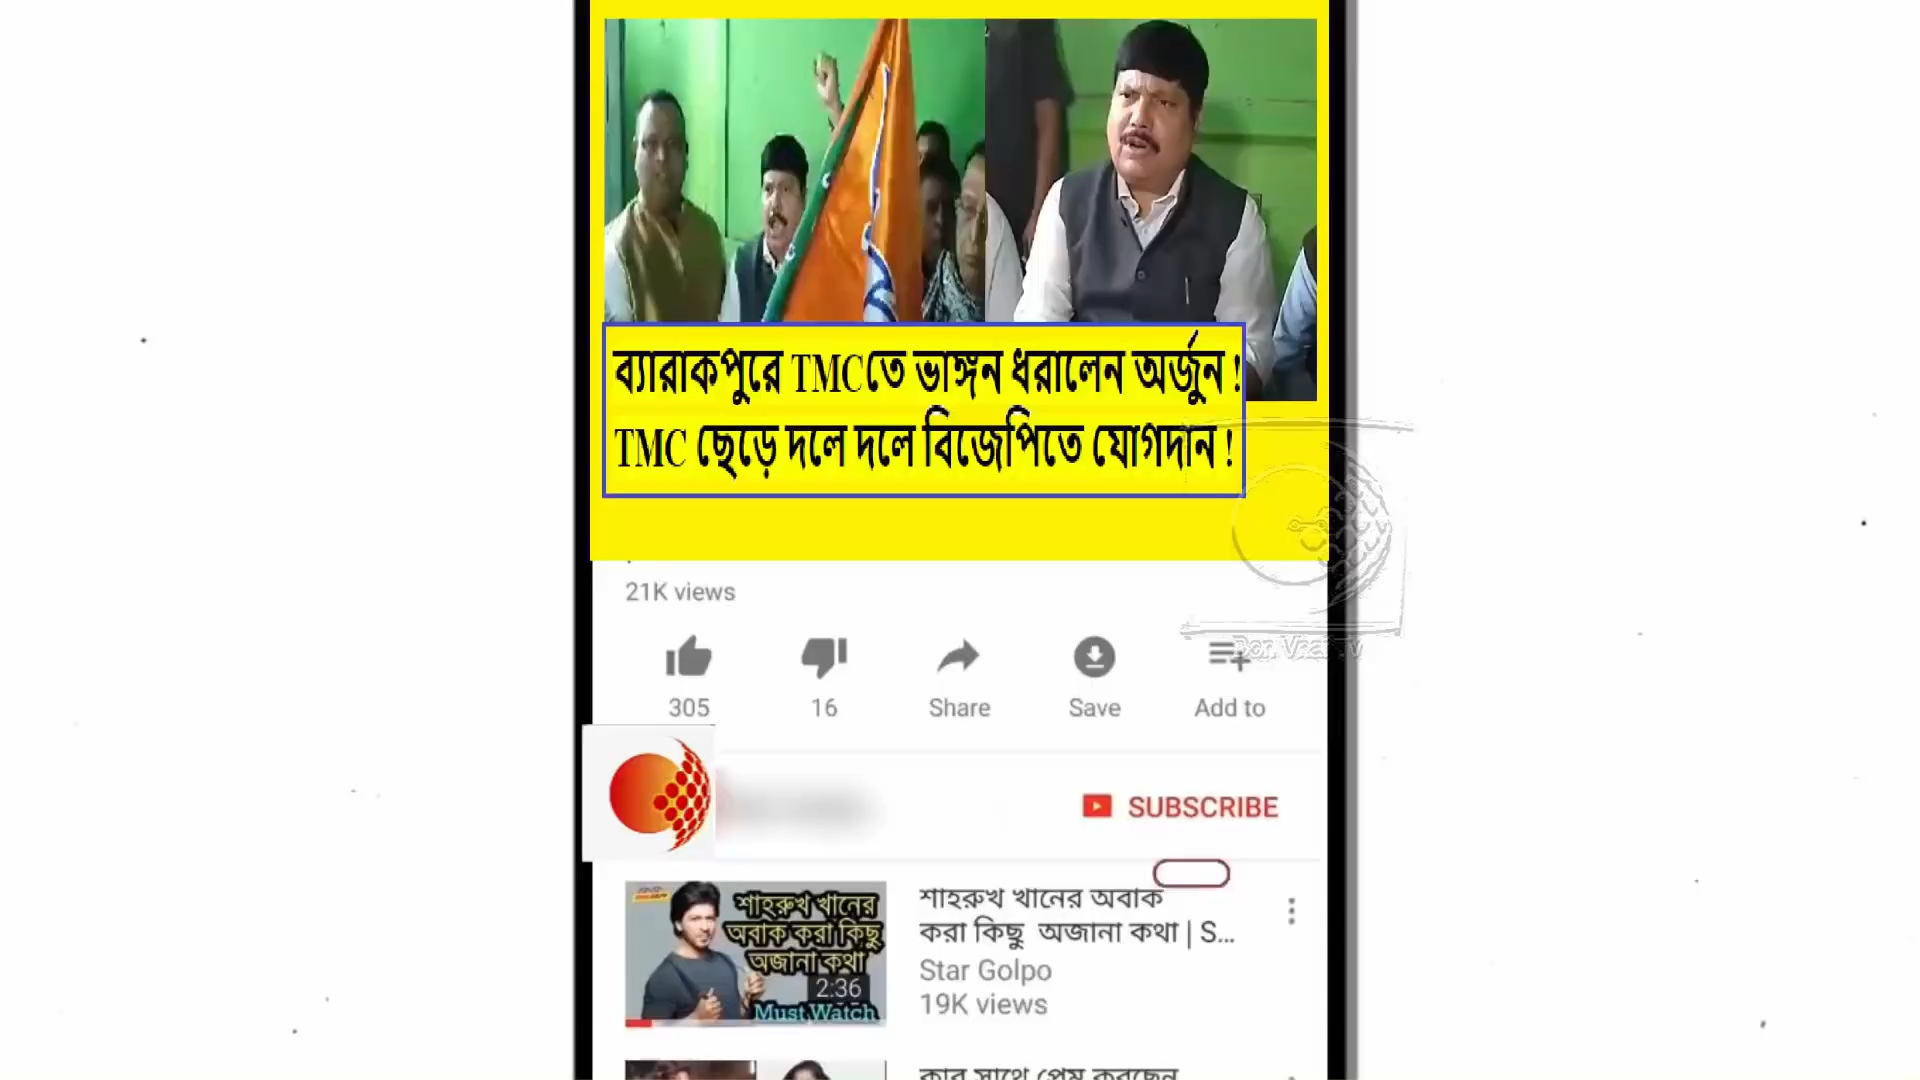 ব্যারাকপুরে TMCতে ভাঙ্গন ধরালেন অর্জুন !
TMC ছেড়ে দলে দলে বিজেপিতে যোগদান !
21K views
305
16
Share
Save
Add to
SUBSCRIBE
শাহরুখ খানের
অবাক করা কিছু
অজানা কথা
2:36
Must Watch
শাহরুখ খানের অবাক
করা কিছু অজানা কথা | S...
Star Golpo
19K views
কার সাথে প্রেম করছেন